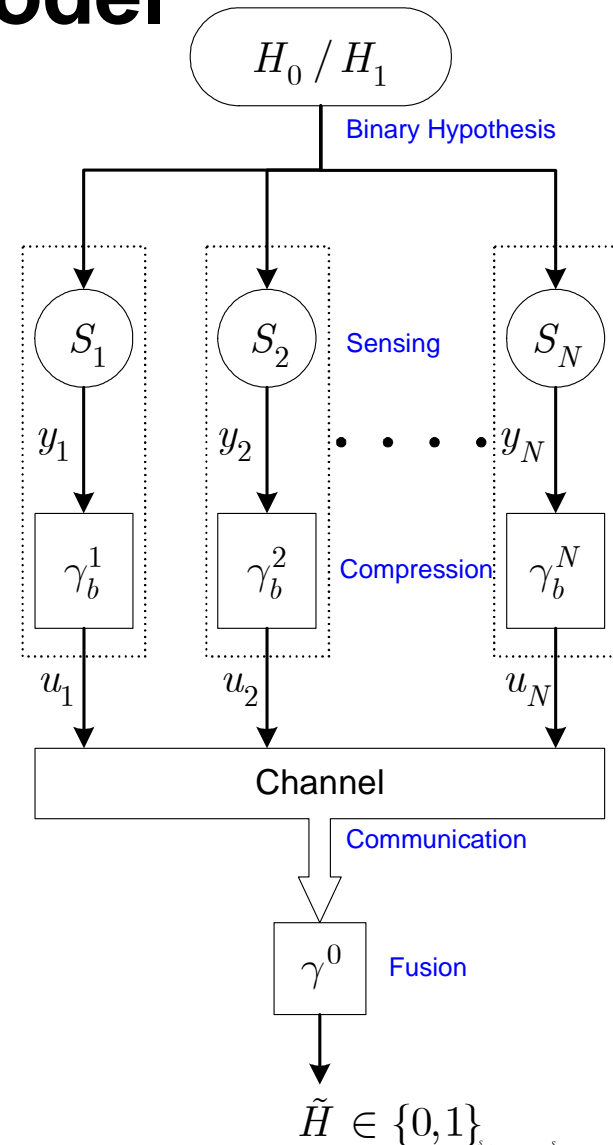 H_0 / H_1
Binary Hypothesis
S_1 S_2 Sensing S_N
y_1 y_2 • • • • y_N
γ_b^1 γ_b^2 Compression γ_b^N
u_1 u_2 u_N
Channel
Communication
γ^0 Fusion
H̃ ∈ {0,1}